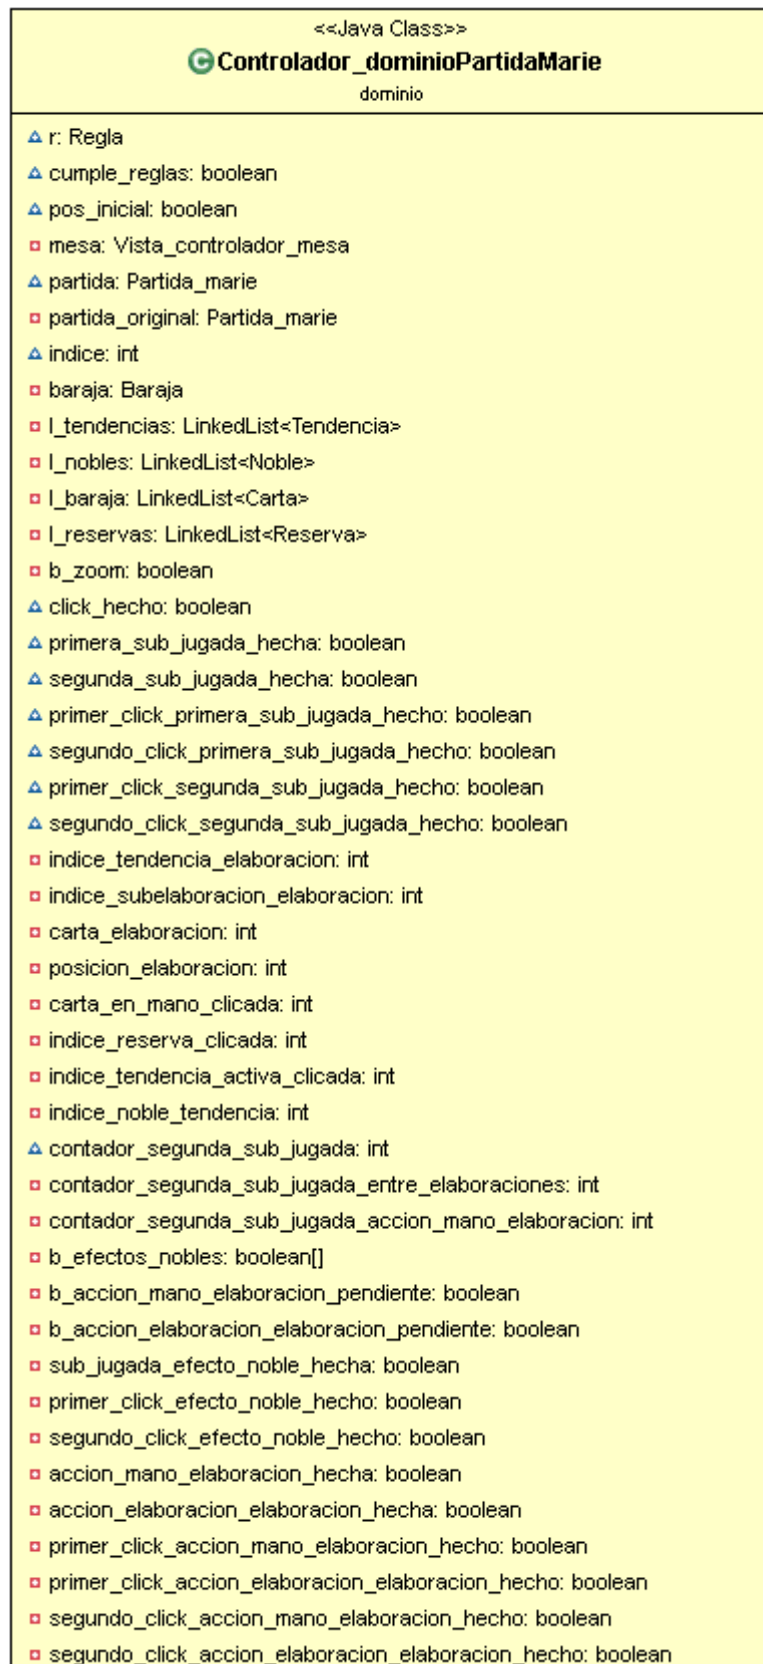 <<Java Class>>
Controlador_dominioPartidaMarie
dominio
r: Regla
cumple_reglas: boolean
pos_inicial: boolean
mesa: Vista_controlador_mesa
partida: Partida_marie
partida_original: Partida_marie
indice: int
baraja: Baraja
l_tendencias: LinkedList<Tendencia>
l_nobles: LinkedList<Noble>
l_baraja: LinkedList<Carta>
l_reservas: LinkedList<Reserva>
b_zoom: boolean
click_hecho: boolean
primera_sub_jugada_hecha: boolean
segunda_sub_jugada_hecha: boolean
primer_click_primera_sub_jugada_hecho: boolean
segundo_click_primera_sub_jugada_hecho: boolean
primer_click_segunda_sub_jugada_hecho: boolean
segundo_click_segunda_sub_jugada_hecho: boolean
indice_tendencia_elaboracion: int
indice_subelaboracion_elaboracion: int
carta_elaboracion: int
posicion_elaboracion: int
carta_en_mano_clicada: int
indice_reserva_clicada: int
indice_tendencia_activa_clicada: int
indice_noble_tendencia: int
contador_segunda_sub_jugada: int
contador_segunda_sub_jugada_entre_elaboraciones: int
contador_segunda_sub_jugada_accion_mano_elaboracion: int
b_efectos_nobles: boolean[]
b_accion_mano_elaboracion_pendiente: boolean
b_accion_elaboracion_elaboracion_pendiente: boolean
sub_jugada_efecto_noble_hecha: boolean
primer_click_efecto_noble_hecho: boolean
segundo_click_efecto_noble_hecho: boolean
accion_mano_elaboracion_hecha: boolean
accion_elaboracion_elaboracion_hecha: boolean
primer_click_accion_mano_elaboracion_hecho: boolean
primer_click_accion_elaboracion_elaboracion_hecho: boolean
segundo_click_accion_mano_elaboracion_hecho: boolean
segundo_click_accion_elaboracion_elaboracion_hecho: boolean